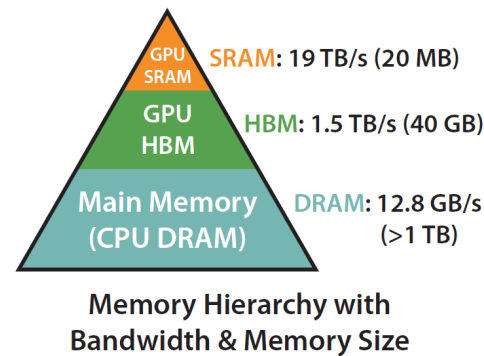 GPU
SRAM
SRAM: 19 TB/s (20 MB)
GPU
HBM
HBM: 1.5 TB/s (40 GB)
Main Memory
(CPU DRAM)
DRAM: 12.8 GB/s
(>1 TB)
Memory Hierarchy with
Bandwidth & Memory Size